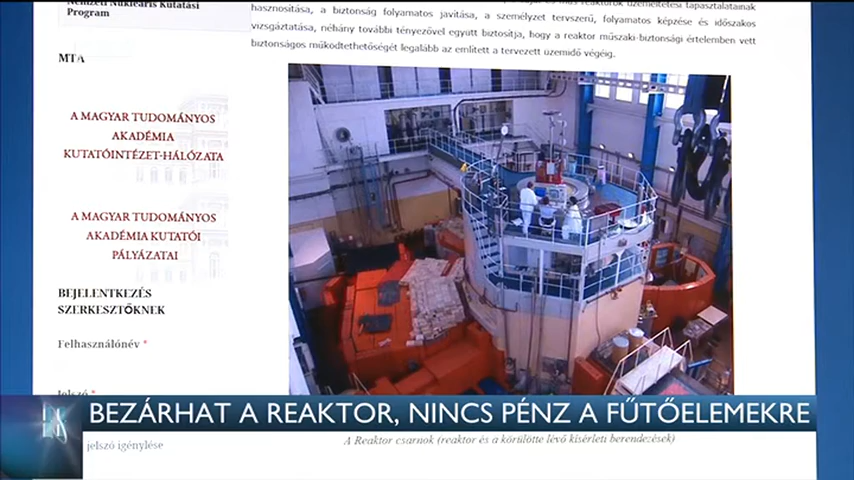 Nemzeti Nukleáris Kutatási
Program
MTA
A MAGYAR TUDOMÁNYOS
AKADÉMIA
KUTATÓINTÉZET-HÁLÓZATA
A MAGYAR TUDOMÁNYOS
AKADÉMIA KUTATÓI
PÁLYÁZATAI
BEJELENTKEZÉS
SZERKESZTŐKNEK
Felhasználónév *
Jelszó *
jelszó igénylése
reaktorok üzemeltetési tapasztalatainak
hasznosítása, a biztonság folyamatos javítása, a személyzet tervszerű, folyamatos képzése és időszakos
vizsgáztatása, néhány további tényezővel együtt biztosítja, hogy a reaktor műszaki-biztonsági értelemben vett
biztonságos működtethetőségét legalább az említett a tervezett üzemidő végéig.
BEZÁRHAT A REAKTOR, NINCS PÉNZ A FŰTŐELEMEKRE
A Reaktor csarnok (reaktor és a körülötte lévő kísérleti berendezések)